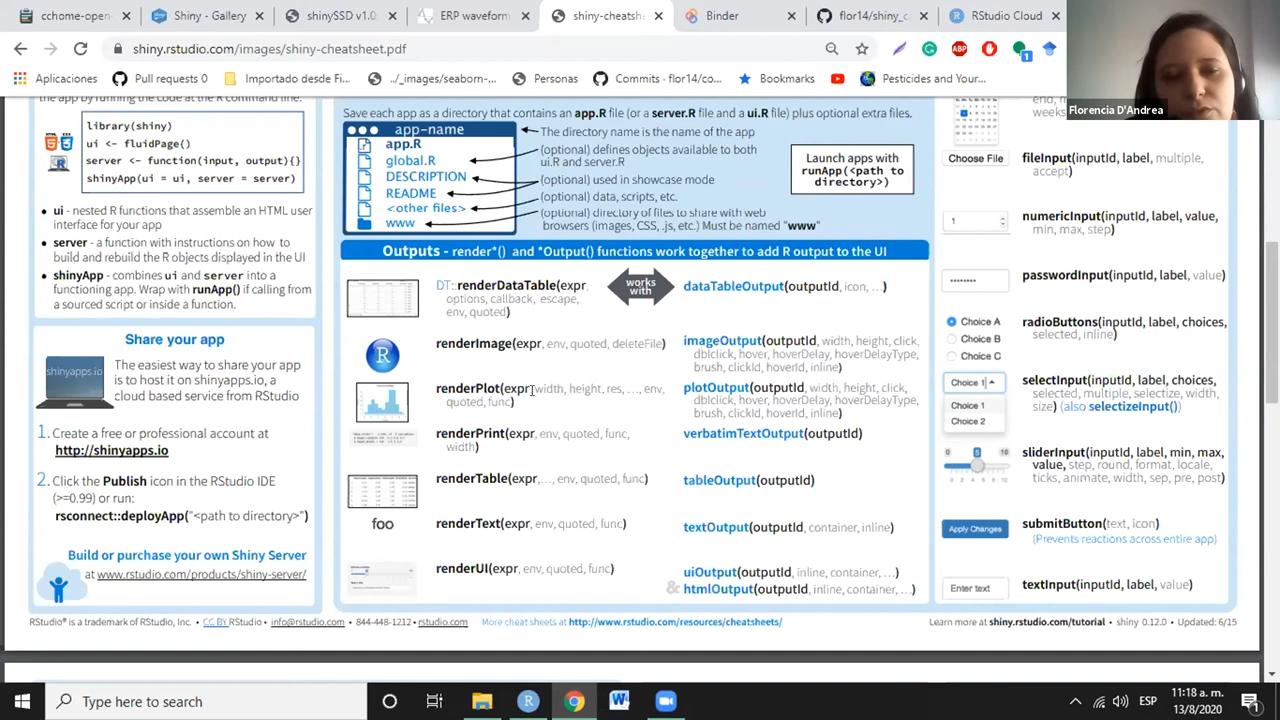 cchome-open
Shiny - Gallery
shinySSD v1.0
ERP waveform
shiny-cheatsh
Binder
flor14/shiny_c
RStudio Cloud
shiny.rstudio.com/images/shiny-cheatsheet.pdf
Aplicaciones
Pull requests 0
Importado desde Fi...
../_images/seaborn-...
Personas
Commits · flor14/co...
Bookmarks
Pesticides and Your...
Florencia D'Andrea
the app by running the code at the R command line.
library(shiny)
ui <- fluidPage()
server <- function(input, output){}
shinyApp(ui = ui, server = server)
• ui - nested R functions that assemble an HTML user
interface for your app
• server - a function with instructions on how to
build and rebuild the R objects displayed in the UI
• shinyApp - combines ui and server into a
functioning app. Wrap with runApp() if calling from
a sourced script or inside a function.
Share your app
shinyapps.io
The easiest way to share your app
is to host it on shinyapps.io, a
cloud based service from RStudio
1. Create a free or professional account at
http://shinyapps.io
2. Click the Publish icon in the RStudio IDE
(>=0.99) or run:
rsconnect::deployApp("<path to directory>")
Build or purchase your own Shiny Server
at www.rstudio.com/products/shiny-server/
Save each app as a directory that contains an app.R file (or a server.R file and a ui.R file) plus optional extra files.
app-name
app.R
global.R
DESCRIPTION
README
<other files>
www
The directory name is the name of the app
(optional) defines objects available to both
ui.R and server.R
(optional) used in showcase mode
(optional) data, scripts, etc.
(optional) directory of files to share with web
browsers (images, CSS, .js, etc.) Must be named "www"
Launch apps with
runApp(<path to
directory>)
Outputs - render*() and *Output() functions work together to add R output to the UI
DT::renderDataTable(expr,
options, callback, escape,
env, quoted)
works
with
dataTableOutput(outputId, icon, …)
R
renderImage(expr, env, quoted, deleteFile)
imageOutput(outputId, width, height, click,
dblclick, hover, hoverDelay, hoverDelayType,
brush, clickId, hoverId, inline)
renderPlot(expr, width, height, res, …, env,
quoted, func)
plotOutput(outputId, width, height, click,
dblclick, hover, hoverDelay, hoverDelayType,
brush, clickId, hoverId, inline)
renderPrint(expr, env, quoted, func,
width)
verbatimTextOutput(outputId)
renderTable(expr,…, env, quoted, func)
tableOutput(outputId)
foo
renderText(expr, env, quoted, func)
textOutput(outputId, container, inline)
renderUI(expr, env, quoted, func)
uiOutput(outputId, inline, container, …)
& htmlOutput(outputId, inline, container, …)
weeks
Choose File
fileInput(inputId, label, multiple,
accept)
1
numericInput(inputId, label, value,
min, max, step)
••••••••
passwordInput(inputId, label, value)
Choice A
Choice B
Choice C
radioButtons(inputId, label, choices,
selected, inline)
Choice 1
Choice 1
Choice 2
selectInput(inputId, label, choices,
selected, multiple, selectize, width,
size) (also selectizeInput())
0 5 10
sliderInput(inputId, label, min, max,
value, step, round, format, locale,
ticks, animate, width, sep, pre, post)
Apply Changes
submitButton(text, icon)
(Prevents reactions across entire app)
Enter text
textInput(inputId, label, value)
RStudio® is a trademark of RStudio, Inc. • CC BY RStudio • info@rstudio.com • 844-448-1212 • rstudio.com
More cheat sheets at http://www.rstudio.com/resources/cheatsheets/
Learn more at shiny.rstudio.com/tutorial • shiny 0.12.0 • Updated: 6/15
Type here to search
ESP
11:18 a. m.
13/8/2020